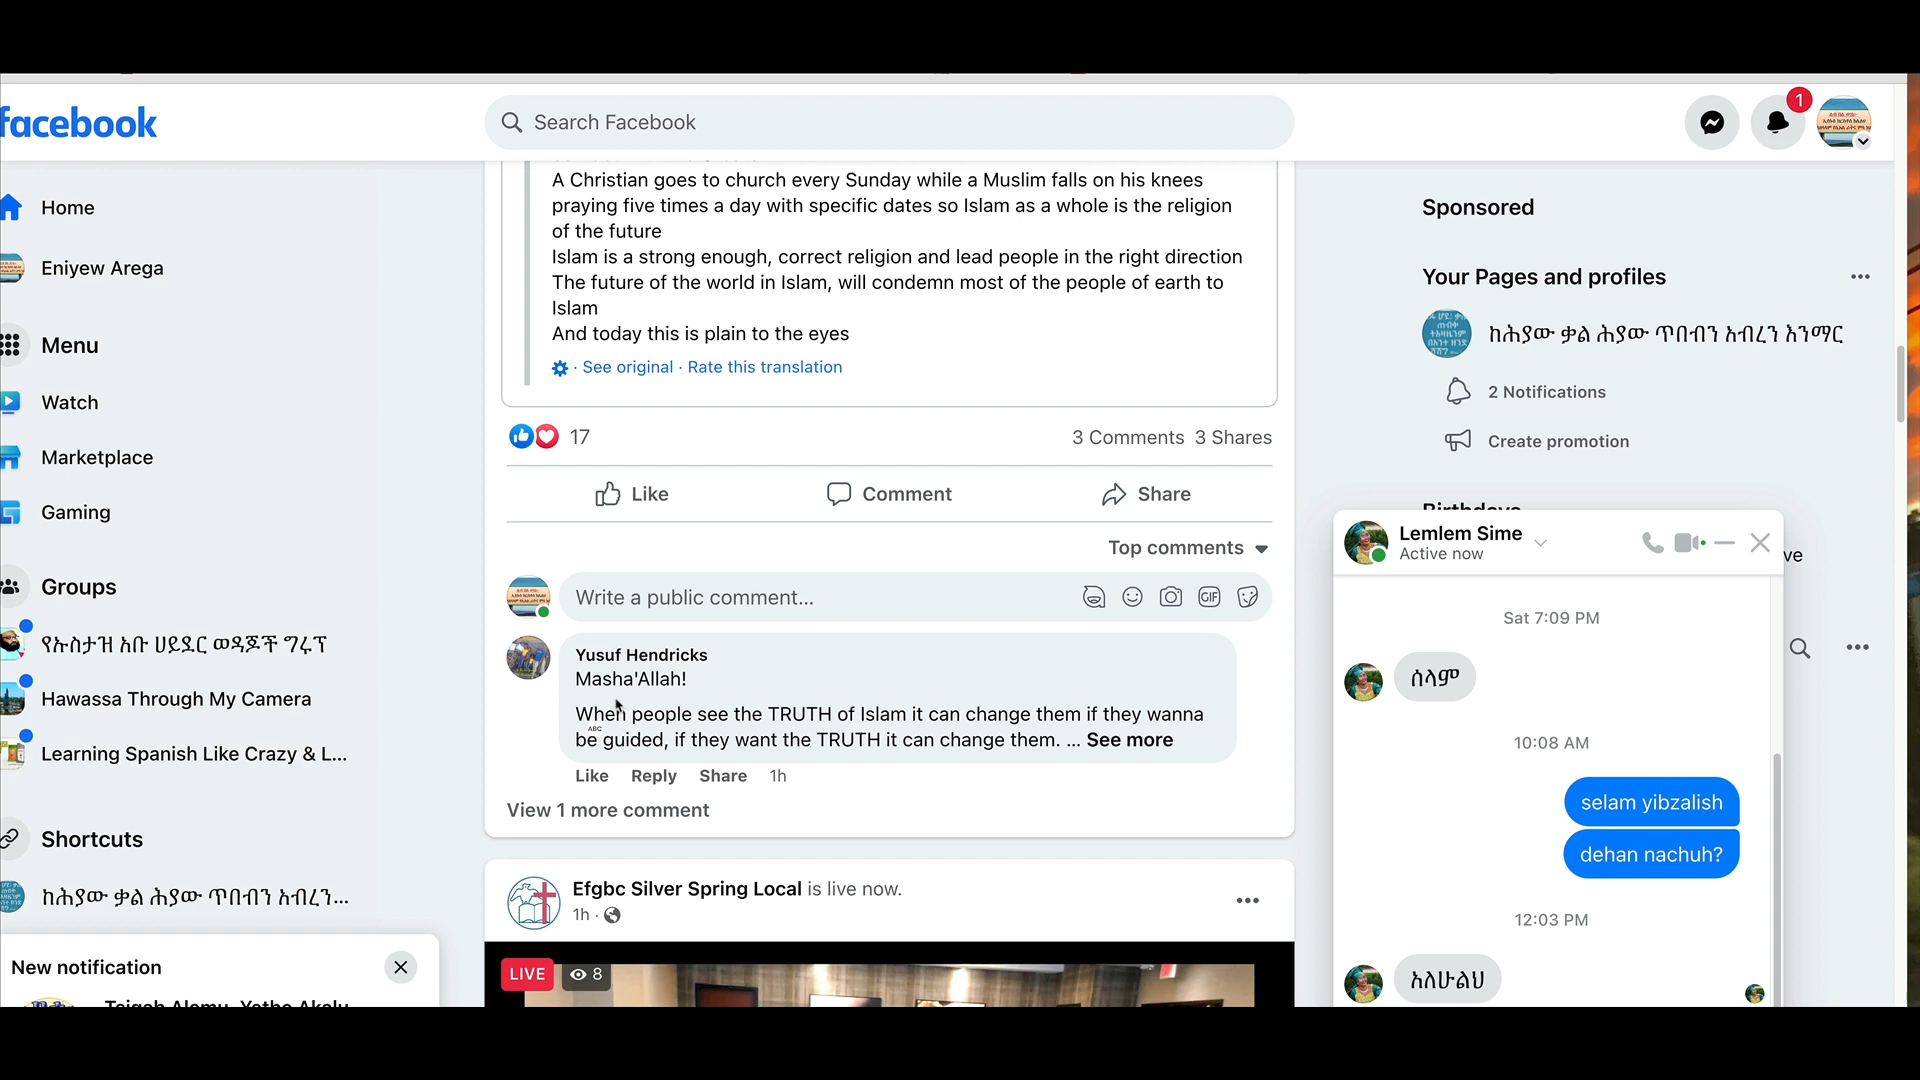 facebook
Search Facebook
1
Home
Eniyew Arega
Menu
Watch
Marketplace
Gaming
Groups
የኡስታዝ አቡ ሀይደር ወዳጆች ግሩፕ
Hawassa Through My Camera
Learning Spanish Like Crazy & L...
Shortcuts
ከሕያው ቃል ሕያው ጥበብን አብረን...
New notification
A Christian goes to church every Sunday while a Muslim falls on his knees
praying five times a day with specific dates so Islam as a whole is the religion
of the future
Islam is a strong enough, correct religion and lead people in the right direction
The future of the world in Islam, will condemn most of the people of earth to
Islam
And today this is plain to the eyes
· See original · Rate this translation
17
3 Comments 3 Shares
Like Comment Share
Top comments
Write a public comment...
GIF
Yusuf Hendricks
Masha'Allah!
When people see the TRUTH of Islam it can change them if they wanna
be guided, if they want the TRUTH it can change them. ... See more
ABC
Like Reply Share 1h
View 1 more comment
Efgbc Silver Spring Local is live now.
1h ·
LIVE 8
Sponsored
Your Pages and profiles
ከሕያው ቃል ሕያው ጥበብን አብረን እንማር
2 Notifications
Create promotion
Birthdays
Lemlem Sime
Active now
ve
Sat 7:09 PM
ሰላም
10:08 AM
selam yibzalish
dehan nachuh?
12:03 PM
አለሁልህ